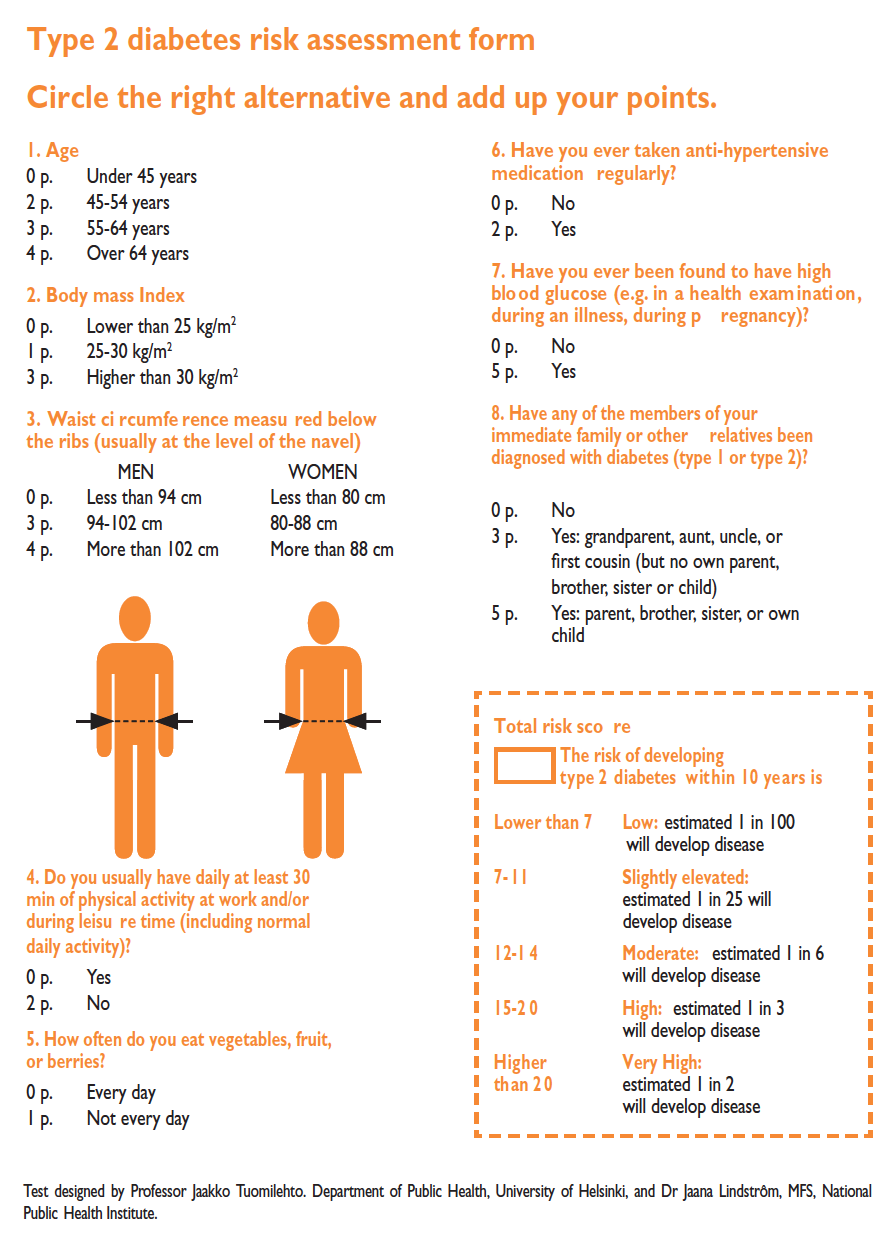 Type 2 diabetes risk assessment form
Circle the right alternative and add up your points.
1. Age
0 p. Under 45 years
2 p. 45-54 years
3 p. 55-64 years
4 p. Over 64 years
2. Body mass Index
0 p. Lower than 25 kg/m²
1 p. 25-30 kg/m²
3 p. Higher than 30 kg/m²
3. Waist ci rcumfe rence measu red below
the ribs (usually at the level of the navel)
MEN WOMEN
0 p. Less than 94 cm Less than 80 cm
3 p. 94-102 cm 80-88 cm
4 p. More than 102 cm More than 88 cm
4. Do you usually have daily at least 30
min of physical activity at work and/or
during leisu re time (including normal
daily activity)?
0 p. Yes
2 p. No
5. How often do you eat vegetables, fruit,
or berries?
0 p. Every day
1 p. Not every day
6. Have you ever taken anti-hypertensive
medication regularly?
0 p. No
2 p. Yes
7. Have you ever been found to have high
blood glucose (e.g. in a health examination,
during an illness, during p regnancy)?
0 p. No
5 p. Yes
8. Have any of the members of your
immediate family or other relatives been
diagnosed with diabetes (type 1 or type 2)?
0 p. No
3 p. Yes: grandparent, aunt, uncle, or
first cousin (but no own parent,
brother, sister or child)
5 p. Yes: parent, brother, sister, or own
child
Total risk sco re
The risk of developing
type 2 diabetes within 10 years is
Lower than 7 Low: estimated 1 in 100
will develop disease
7-11 Slightly elevated:
estimated 1 in 25 will
develop disease
12-14 Moderate: estimated 1 in 6
will develop disease
15-20 High: estimated 1 in 3
will develop disease
Higher Very High:
than 20 estimated 1 in 2
will develop disease
Test designed by Professor Jaakko Tuomilehto. Department of Public Health, University of Helsinki, and Dr Jaana Lindstrôm, MFS, National
Public Health Institute.